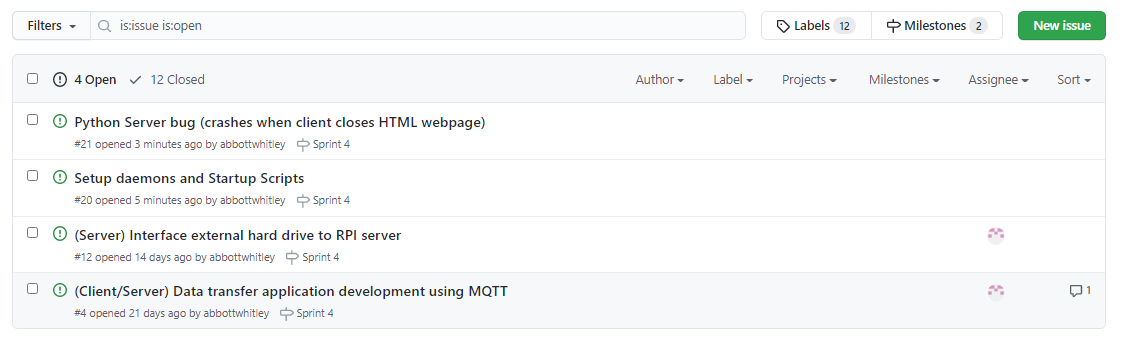 Filters is:issue is:open Labels 12 Milestones 2 New issue
4 Open 12 Closed Author Label Projects Milestones Assignee Sort
Python Server bug (crashes when client closes HTML webpage)
#21 opened 3 minutes ago by abbottwhitley Sprint 4
Setup daemons and Startup Scripts
#20 opened 5 minutes ago by abbottwhitley Sprint 4
(Server) Interface external hard drive to RPI server
#12 opened 14 days ago by abbottwhitley Sprint 4
(Client/Server) Data transfer application development using MQTT 1
#4 opened 21 days ago by abbottwhitley Sprint 4